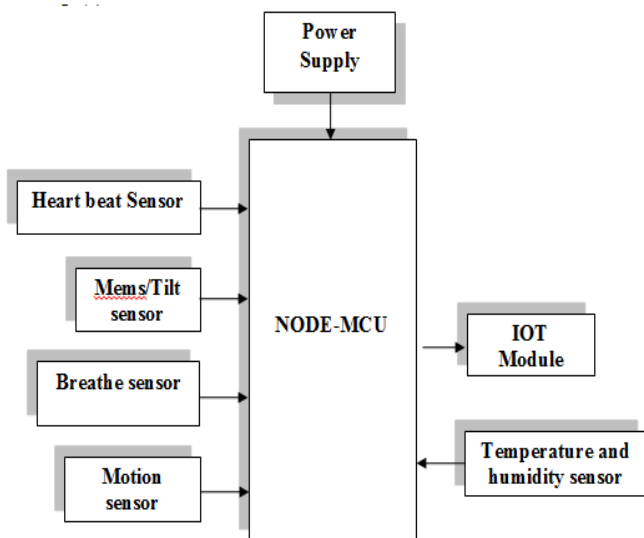 Power
Supply
Heart beat Sensor
Mems/Tilt
sensor
NODE-MCU
IOT
Module
Breathe sensor
Temperature and
humidity sensor
Motion
sensor